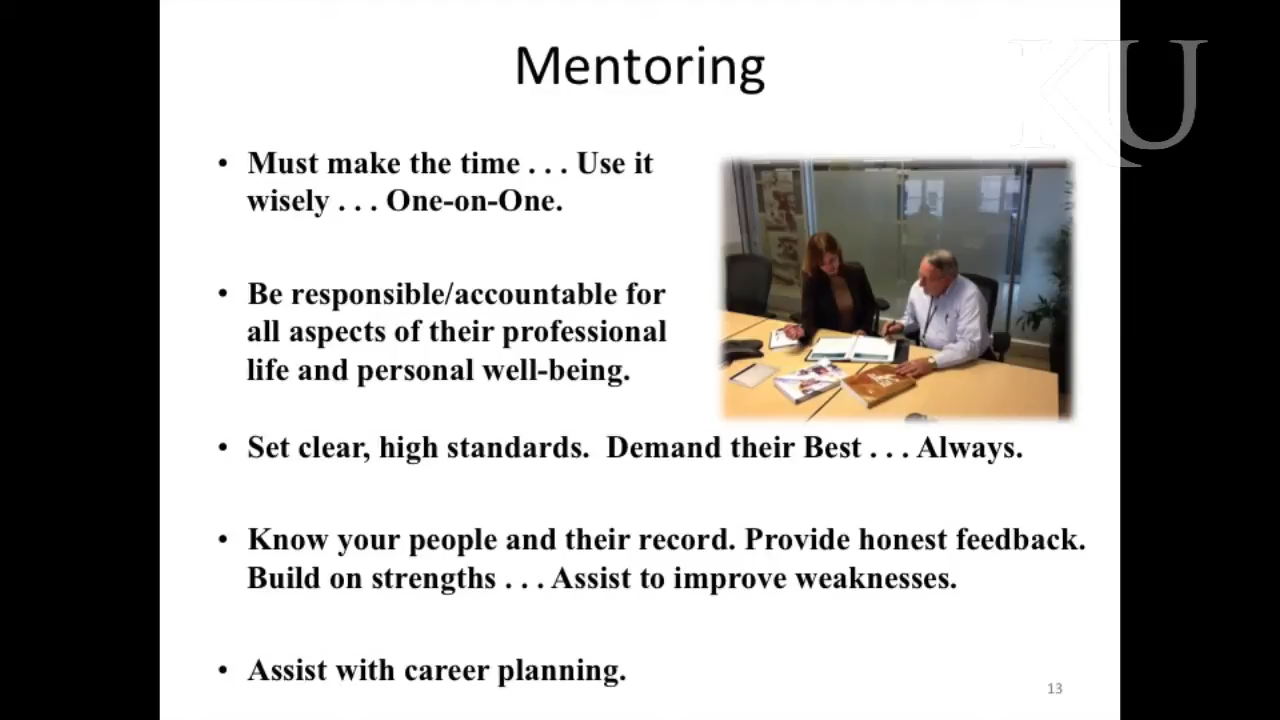 Mentoring
KU
• Must make the time . . . Use it
wisely . . . One-on-One.
• Be responsible/accountable for
all aspects of their professional
life and personal well-being.
• Set clear, high standards.  Demand their Best . . . Always.
• Know your people and their record. Provide honest feedback.
Build on strengths . . . Assist to improve weaknesses.
• Assist with career planning.
13